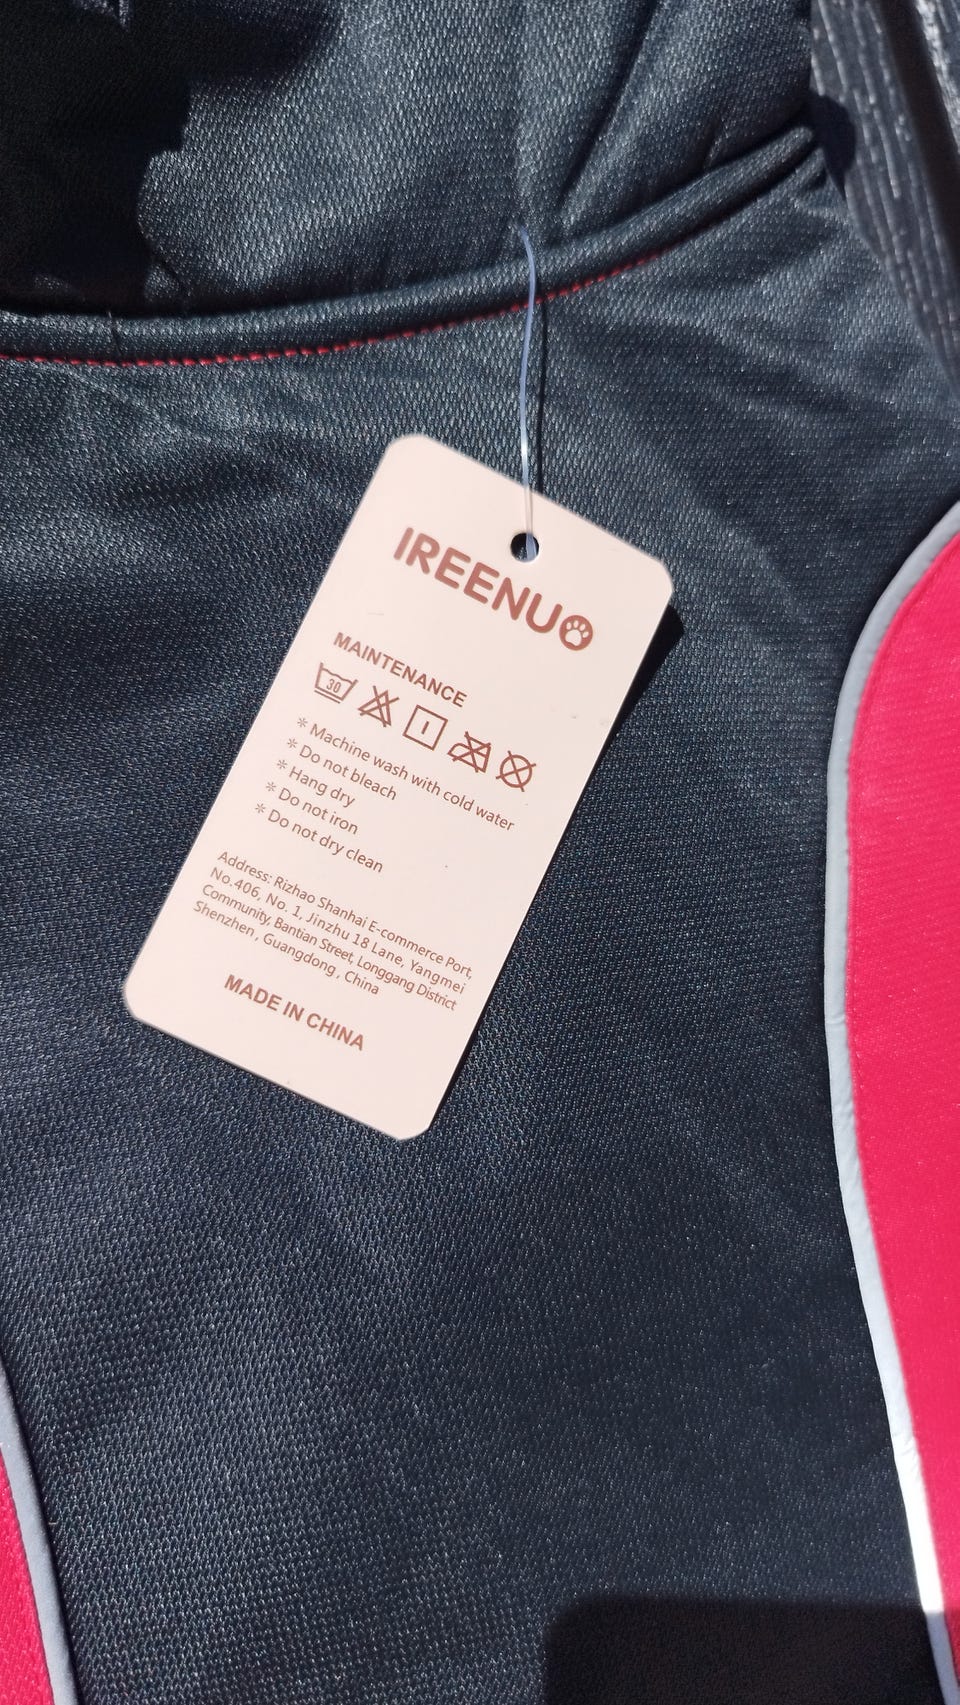 IREENUO
MAINTENANCE
30
* Machine wash with cold water
* Do not bleach
* Hang dry
* Do not iron
* Do not dry clean
Address: Rizhao Shanhai E-commerce Port,
No.406, No. 1, Jinzhu 18 Lane, Yangmei
Community, Bantian Street, Longgang District
Shenzhen , Guangdong , China
MADE IN CHINA